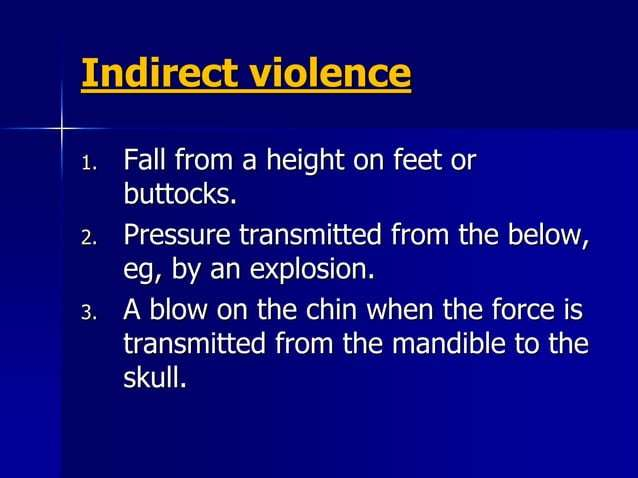 Indirect violence
1. Fall from a height on feet or
buttocks.
2. Pressure transmitted from the below,
eg, by an explosion.
3. A blow on the chin when the force is
transmitted from the mandible to the
skull.